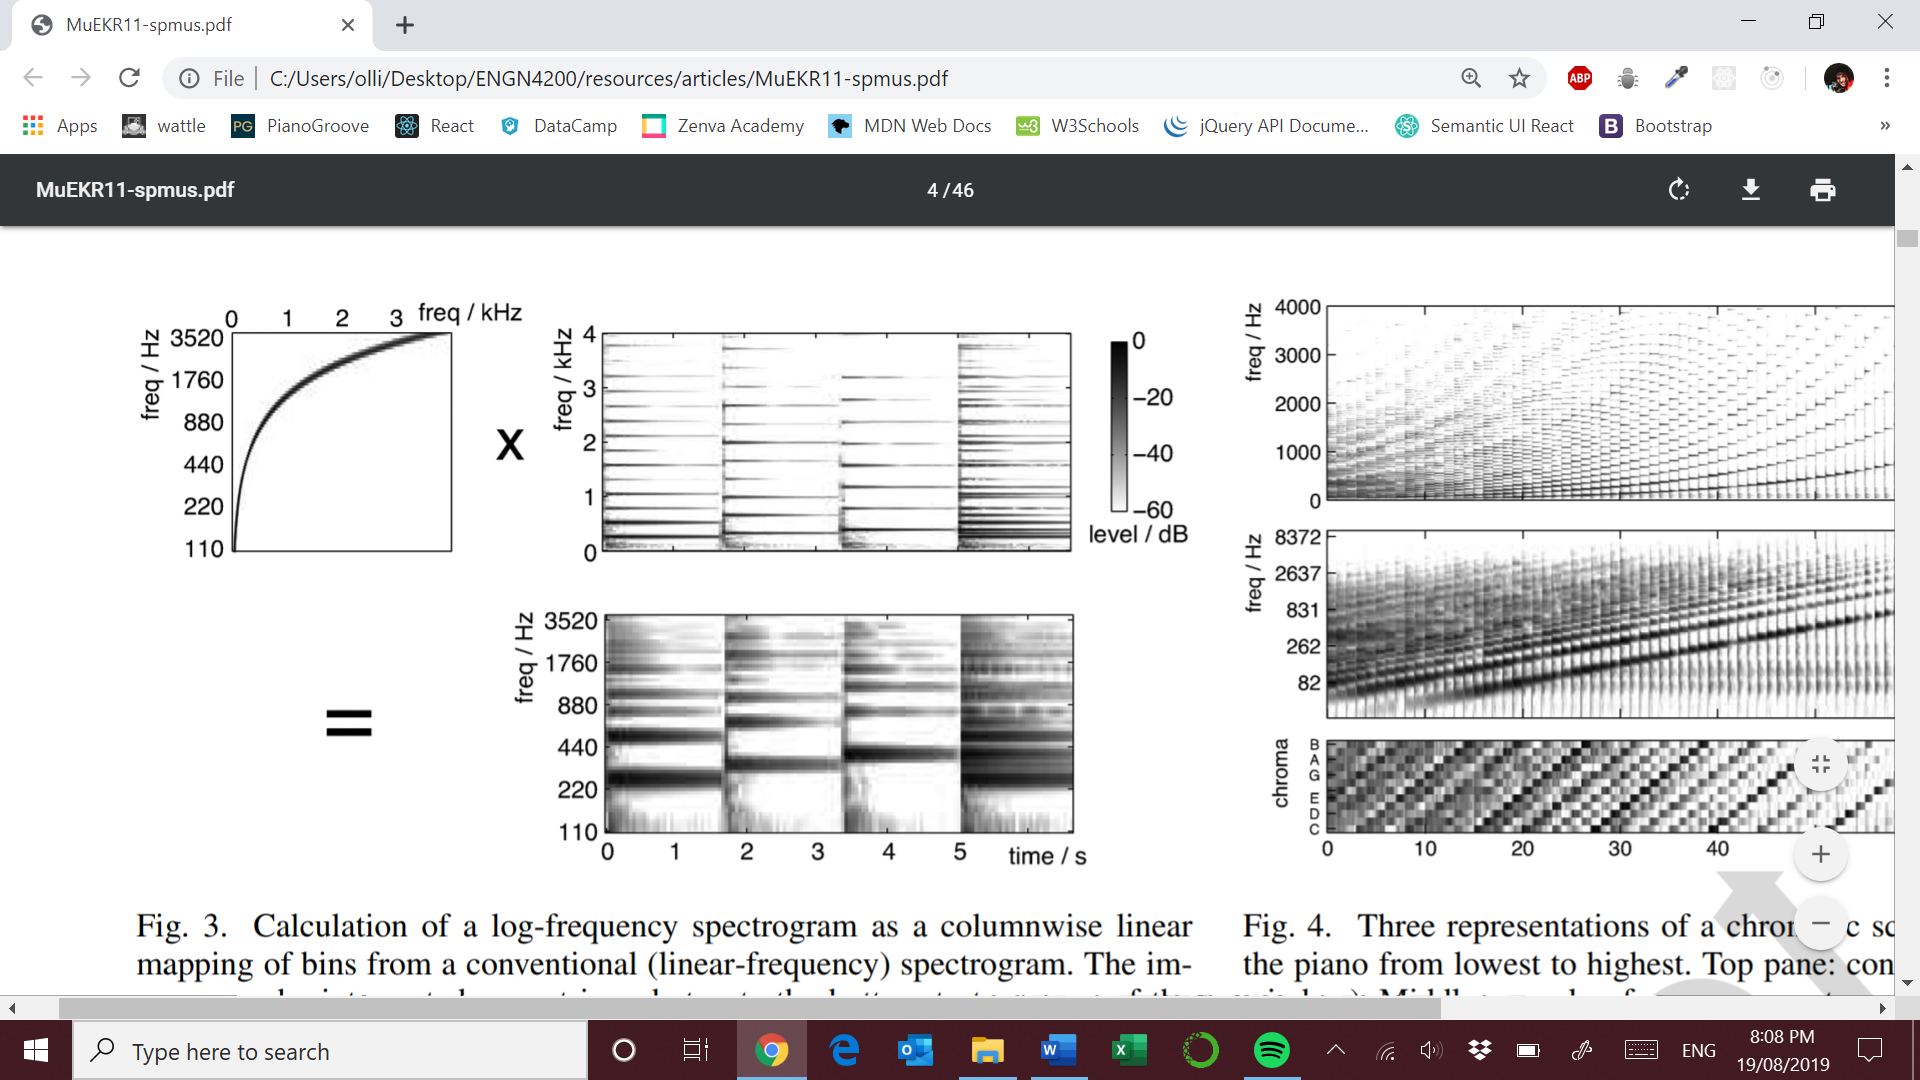 MuEKR11-spmus.pdf
File C:/Users/olli/Desktop/ENGN4200/resources/articles/MuEKR11-spmus.pdf
ABP
Apps wattle PG PianoGroove React DataCamp Zenva Academy MDN Web Docs W3Schools jQuery API Docume... Semantic UI React B Bootstrap »
MuEKR11-spmus.pdf 4 / 46
0 1 2 3 freq / kHz
freq / Hz
3520
1760
880
440
220
110
X
freq / kHz
4
3
2
1
0
0
−20
−40
−60
level / dB
=
freq / Hz
3520
1760
880
440
220
110
0 1 2 3 4 5 time / s
freq / Hz
4000
3000
2000
1000
0
freq / Hz
8372
2637
831
262
82
chroma
B
A
G
E
D
C
0 10 20 30 40
Fig. 3. Calculation of a log-frequency spectrogram as a columnwise linear
mapping of bins from a conventional (linear-frequency) spectrogram. The im-
Fig. 4. Three representations of a chro c sc
the piano from lowest to highest. Top pane: con
Type here to search
ENG
8:08 PM
19/08/2019